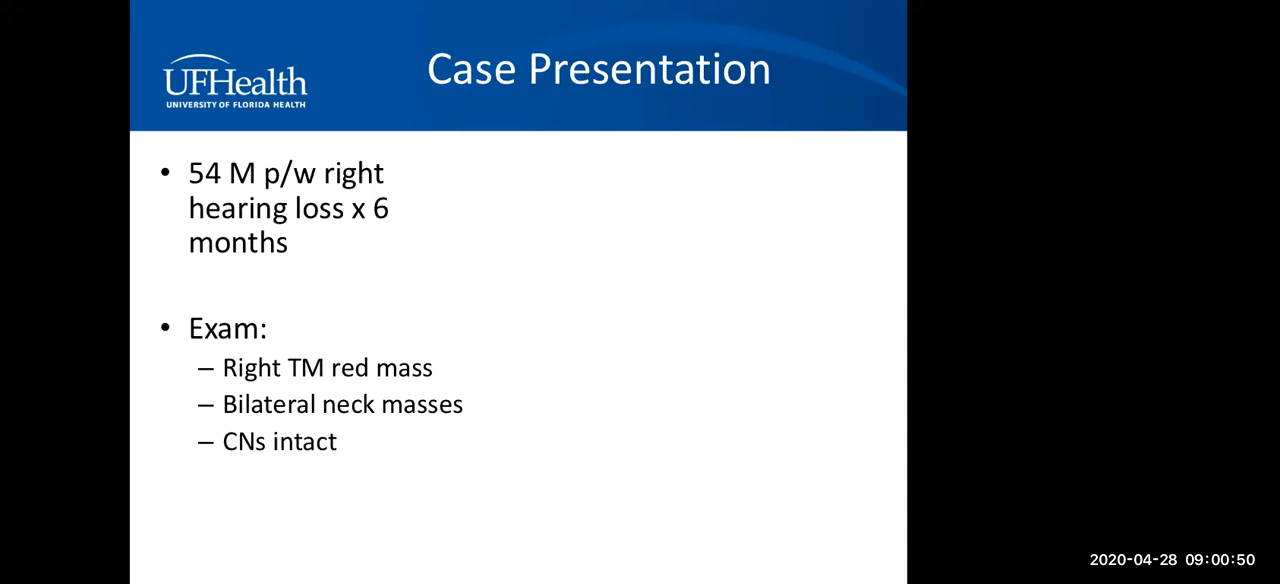 UFHealth
UNIVERSITY OF FLORIDA HEALTH
Case Presentation
• 54 M p/w right
hearing loss x 6
months
• Exam:
– Right TM red mass
– Bilateral neck masses
– CNs intact
2020-04-28 09:00:50